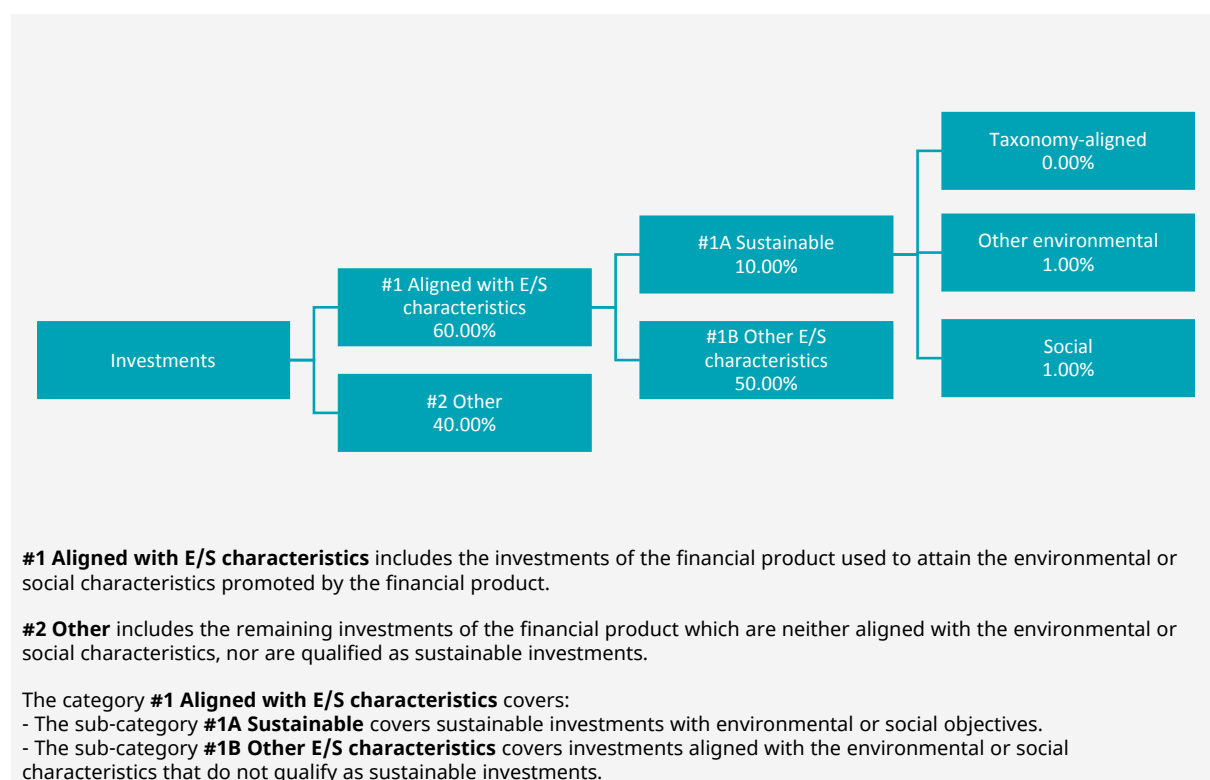 Investments
#1 Aligned with E/S
characteristics
60.00%
#2 Other
40.00%
#1A Sustainable
10.00%
#1B Other E/S
characteristics
50.00%
Taxonomy-aligned
0.00%
Other environmental
1.00%
Social
1.00%
#1 Aligned with E/S characteristics includes the investments of the financial product used to attain the environmental or
social characteristics promoted by the financial product.
#2 Other includes the remaining investments of the financial product which are neither aligned with the environmental or
social characteristics, nor are qualified as sustainable investments.
The category #1 Aligned with E/S characteristics covers:
- The sub-category #1A Sustainable covers sustainable investments with environmental or social objectives.
- The sub-category #1B Other E/S characteristics covers investments aligned with the environmental or social
characteristics that do not qualify as sustainable investments.